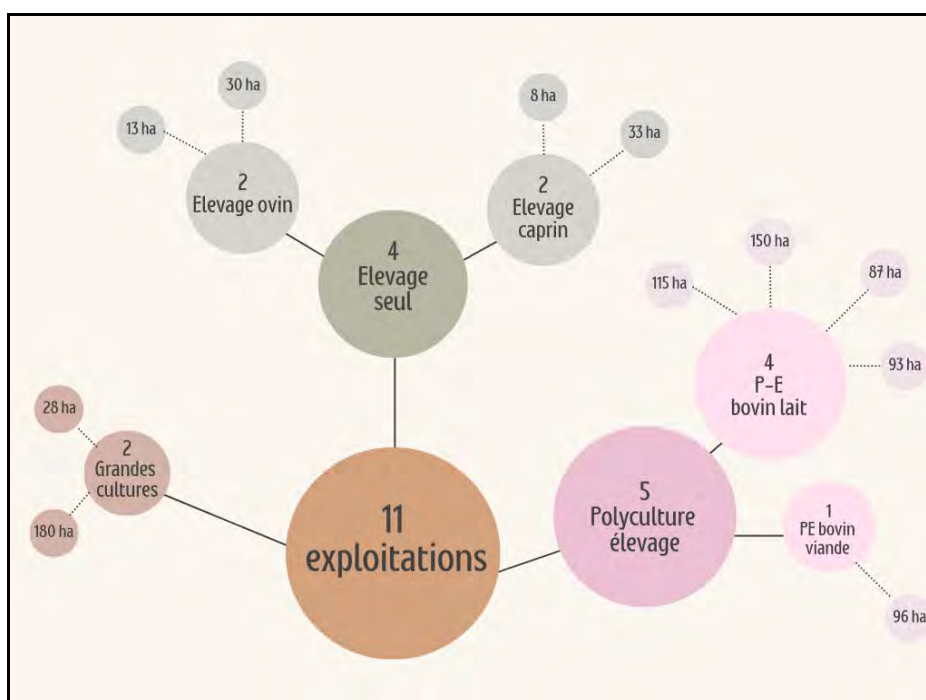 30 ha
13 ha
2
Elevage ovin
8 ha
33 ha
2
Elevage
caprin
4
Elevage
seul
150 ha
115 ha
87 ha
93 ha
4
P-E
bovin lait
28 ha
2
Grandes
cultures
180 ha
11
exploitations
5
Polyculture
élevage
1
PE bovin
viande
96 ha